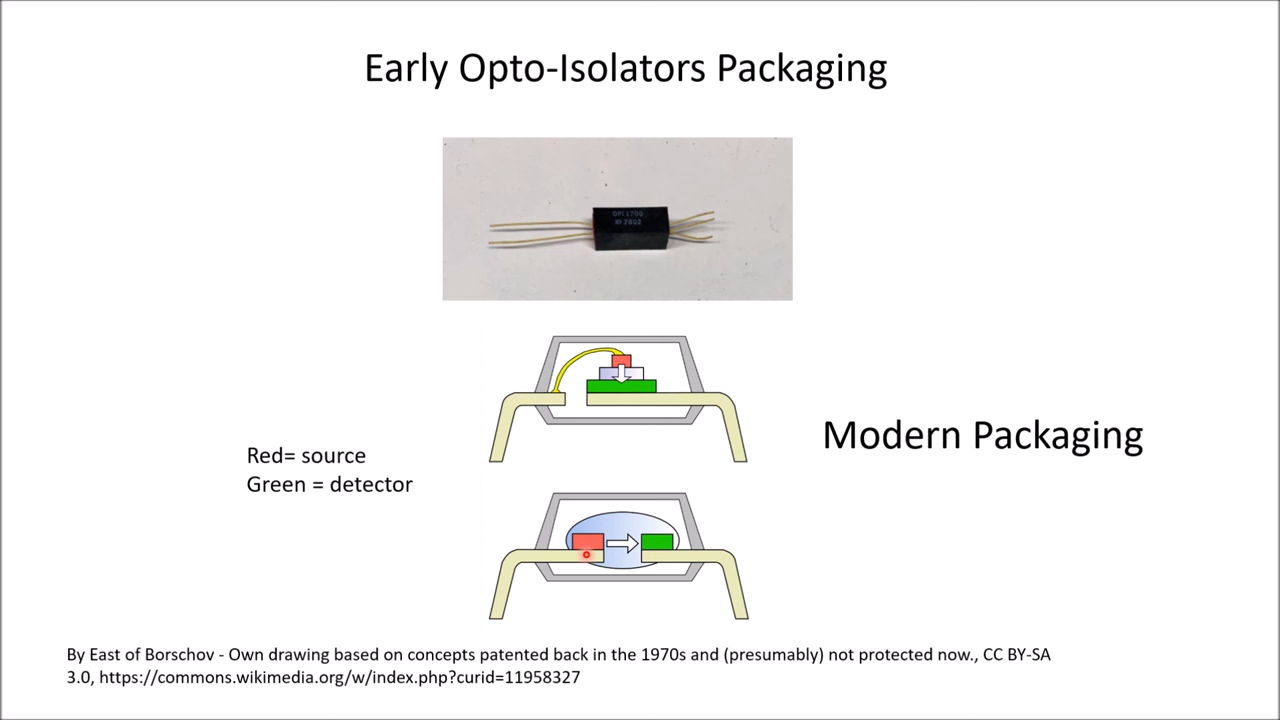 Early Opto-Isolators Packaging
Modern Packaging
Red= source
Green = detector
By East of Borschov - Own drawing based on concepts patented back in the 1970s and (presumably) not protected now., CC BY-SA
3.0, https://commons.wikimedia.org/w/index.php?curid=11958327